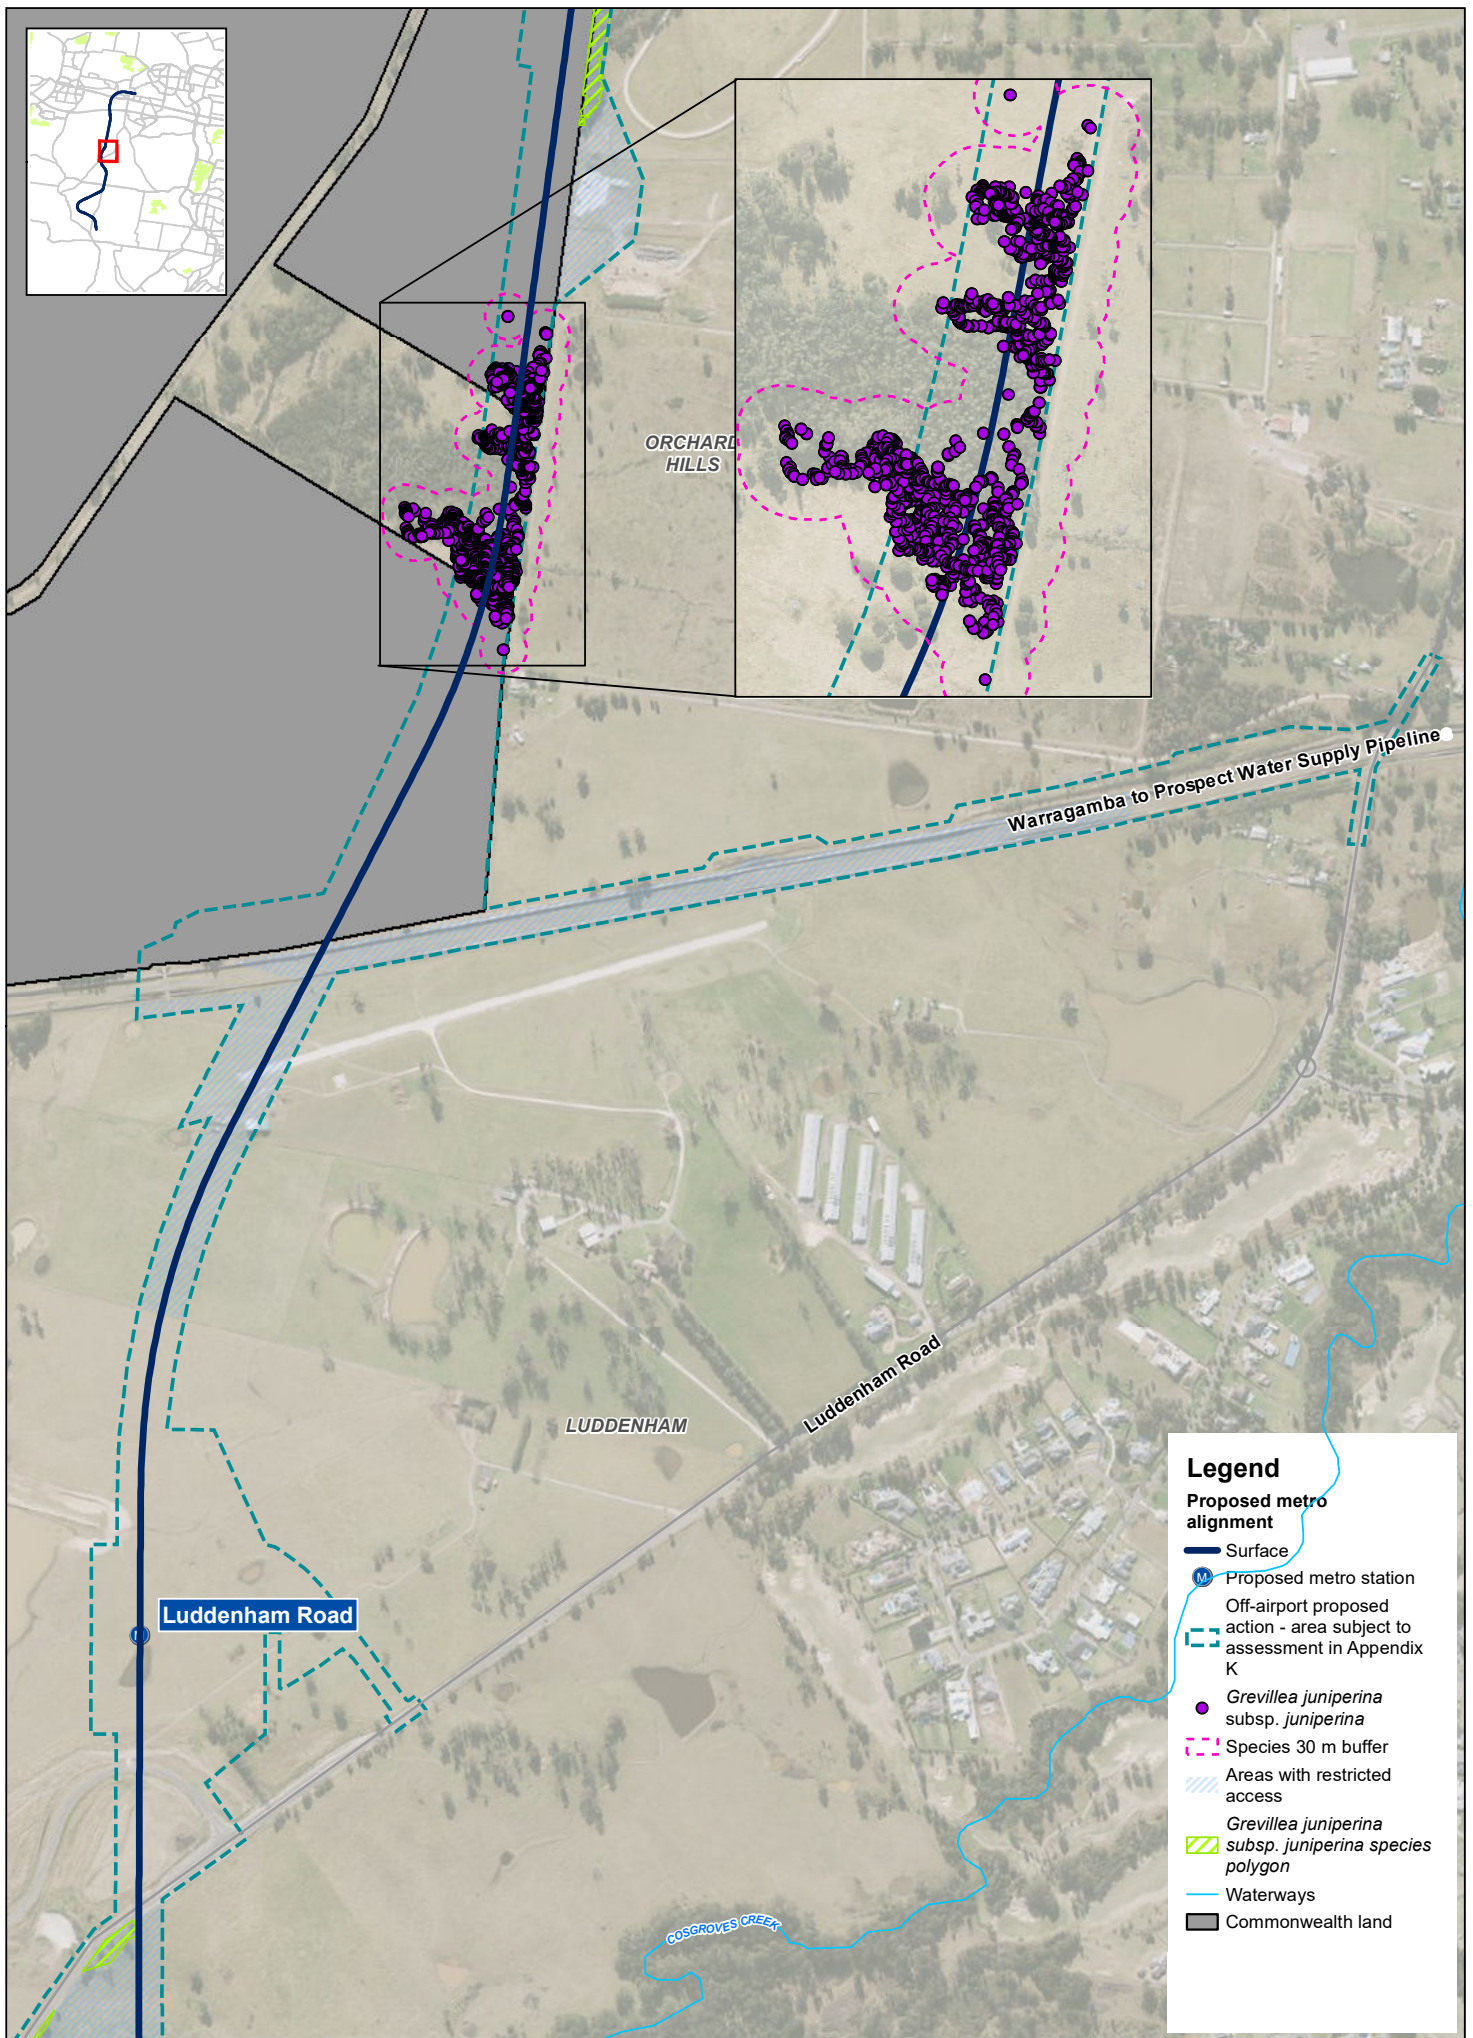 ORCHARD
HILLS
Warragamba to Prospect Water Supply Pipeline
Luddenham Road
LUDDENHAM
Luddenham Road
M
COSGROVES CREEK
Legend
Proposed metro
alignment
Surface
M
Proposed metro station
Off-airport proposed
action - area subject to
assessment in Appendix
K
Grevillea juniperina
subsp. juniperina
Species 30 m buffer
Areas with restricted
access
Grevillea juniperina
subsp. juniperina species
polygon
Waterways
Commonwealth land